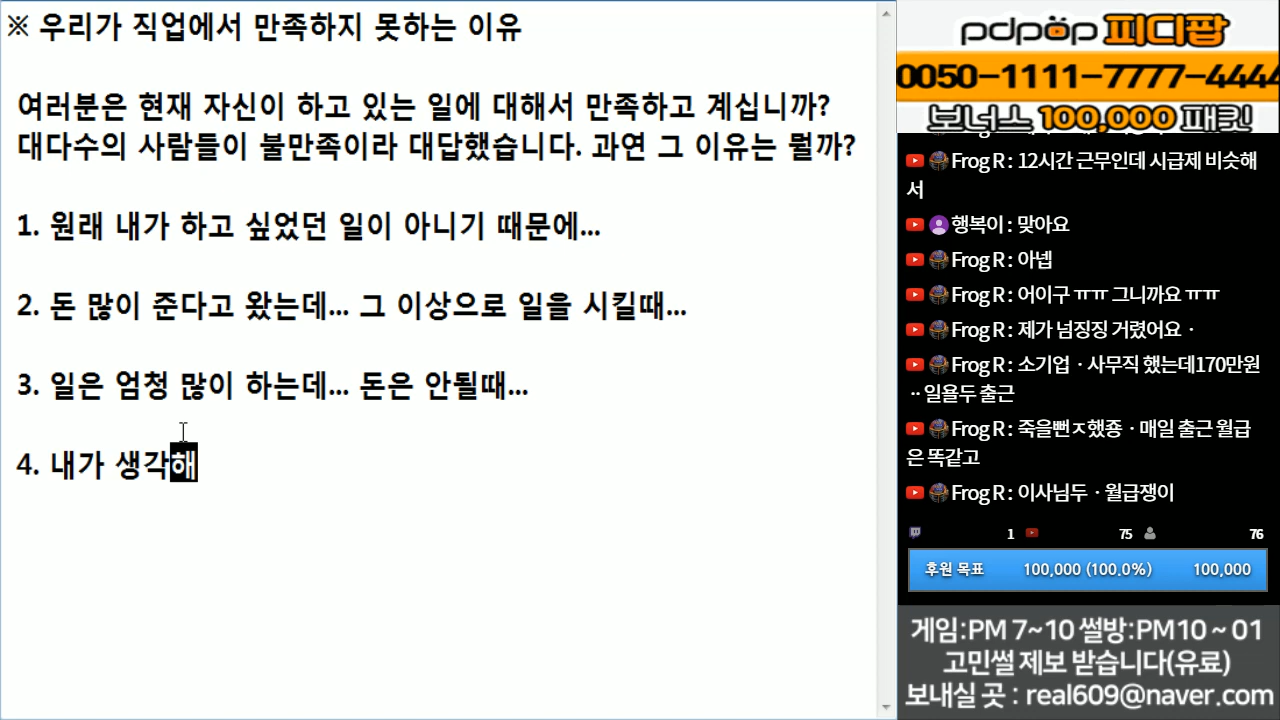 ※ 우리가 직업에서 만족하지 못하는 이유
여러분은 현재 자신이 하고 있는 일에 대해서 만족하고 계십니까?
대다수의 사람들이 불만족이라 대답했습니다. 과연 그 이유는 뭘까?
1. 원래 내가 하고 싶었던 일이 아니기 때문에...
2. 돈 많이 준다고 왔는데... 그 이상으로 일을 시킬때...
3. 일은 엄청 많이 하는데... 돈은 안될때...
4. 내가 생각해
pdpop 피디팝
0050-1111-7777-4444
보너스 100,000 패킷
Frog R : 12시간 근무인데 시급제 비슷해
서
행복이 : 맞아요
Frog R : 아넵
Frog R : 어이구 ㅠㅠ 그니까요 ㅠㅠ
Frog R : 제가 넘징징 거렸어요 ·
Frog R : 소기업 · 사무직 했는데170만원
·· 일욜두 출근
Frog R : 죽을뻔ㅈ했죵 · 매일 출근 월급
은 똑같고
Frog R : 이사님두 · 월급쟁이
1 75 76
후원 목표 100,000 (100.0%) 100,000
게임:PM 7~10 썰방:PM10 ~ 01
고민썰 제보 받습니다(유료)
보내실 곳 : real609@naver.com